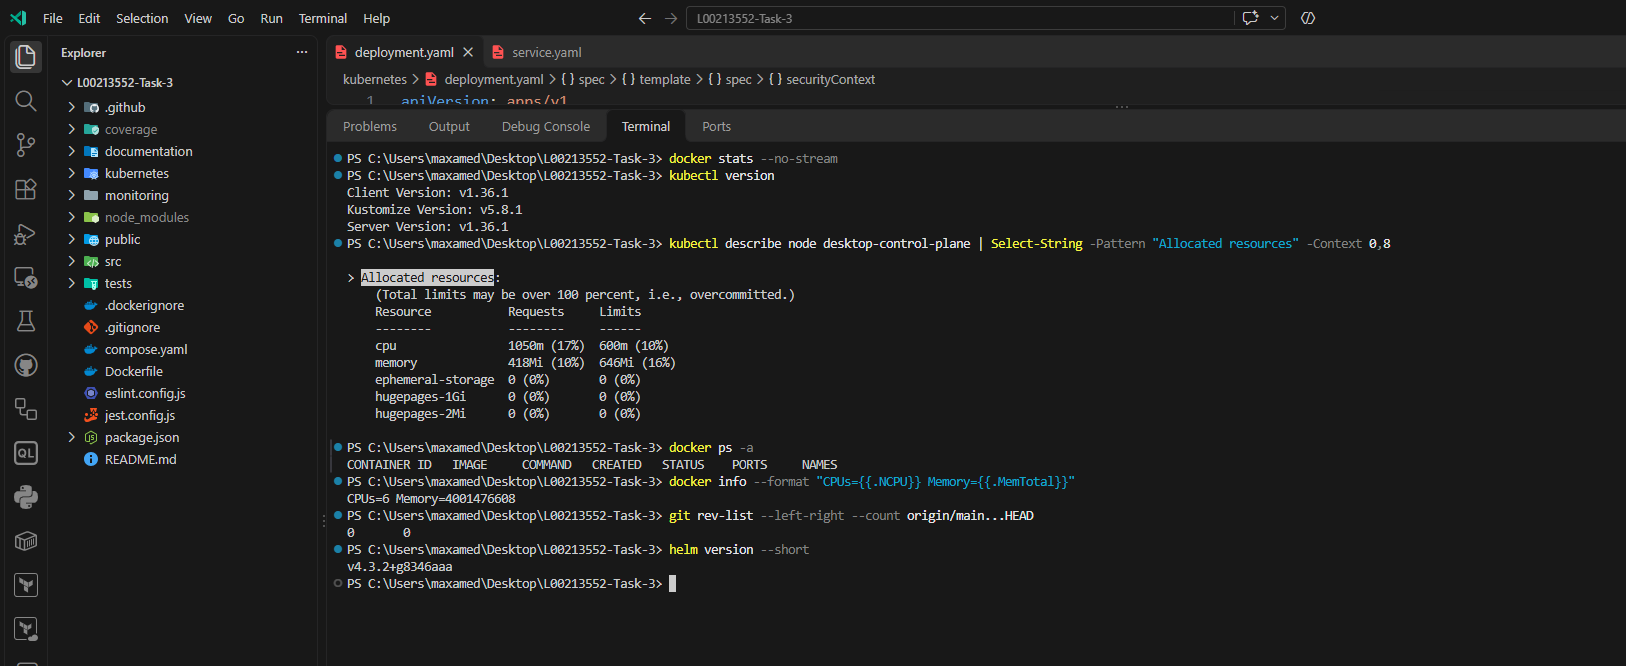 File Edit Selection View Go Run Terminal Help
L00213552-Task-3
Explorer
L00213552-Task-3
.github
coverage
documentation
kubernetes
monitoring
node_modules
public
src
tests
.dockerignore
.gitignore
compose.yaml
Dockerfile
eslint.config.js
jest.config.js
package.json
README.md
QL
deployment.yaml
service.yaml
kubernetes > deployment.yaml > {} spec > {} template > {} spec > {} securityContext
1 apiVersion: apps/v1
Problems Output Debug Console Terminal Ports
PS C:\Users\maxamed\Desktop\L00213552-Task-3> docker stats --no-stream
PS C:\Users\maxamed\Desktop\L00213552-Task-3> kubectl version
Client Version: v1.36.1
Kustomize Version: v5.8.1
Server Version: v1.36.1
PS C:\Users\maxamed\Desktop\L00213552-Task-3> kubectl describe node desktop-control-plane | Select-String -Pattern "Allocated resources" -Context 0,8
> Allocated resources:
(Total limits may be over 100 percent, i.e., overcommitted.)
Resource Requests Limits
-------- -------- ------
cpu 1050m (17%) 600m (10%)
memory 418Mi (10%) 646Mi (16%)
ephemeral-storage 0 (0%) 0 (0%)
hugepages-1Gi 0 (0%) 0 (0%)
hugepages-2Mi 0 (0%) 0 (0%)
PS C:\Users\maxamed\Desktop\L00213552-Task-3> docker ps -a
CONTAINER ID IMAGE COMMAND CREATED STATUS PORTS NAMES
PS C:\Users\maxamed\Desktop\L00213552-Task-3> docker info --format "CPUs={{.NCPU}} Memory={{.MemTotal}}"
CPUs=6 Memory=4001476608
PS C:\Users\maxamed\Desktop\L00213552-Task-3> git rev-list --left-right --count origin/main...HEAD
0 0
PS C:\Users\maxamed\Desktop\L00213552-Task-3> helm version --short
v4.3.2+g8346aaa
PS C:\Users\maxamed\Desktop\L00213552-Task-3>